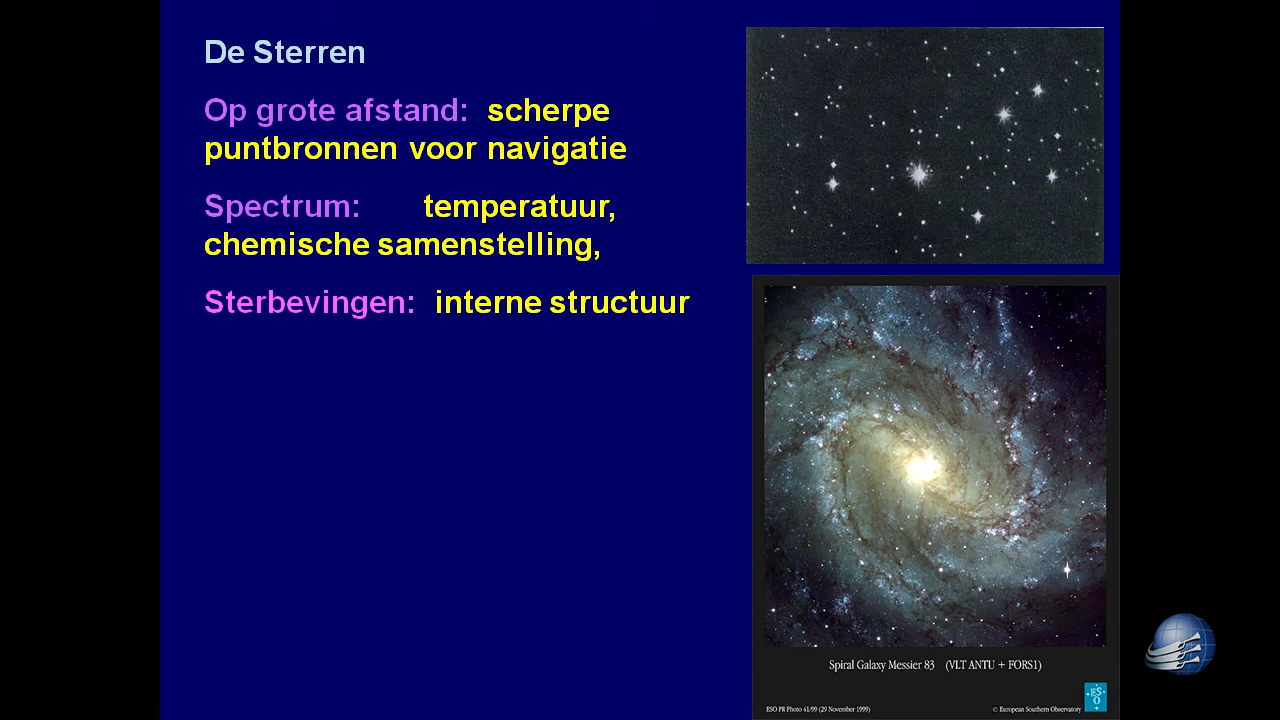 De Sterren
Op grote afstand: scherpe
puntbronnen voor navigatie
Spectrum: temperatuur,
chemische samenstelling,
Sterbevingen: interne structuur
Spiral Galaxy Messier 83 (VLT ANTU + FORS1)
ESO PR Photo 41/99 (29 November 1999)
© European Southern Observatory
ESO